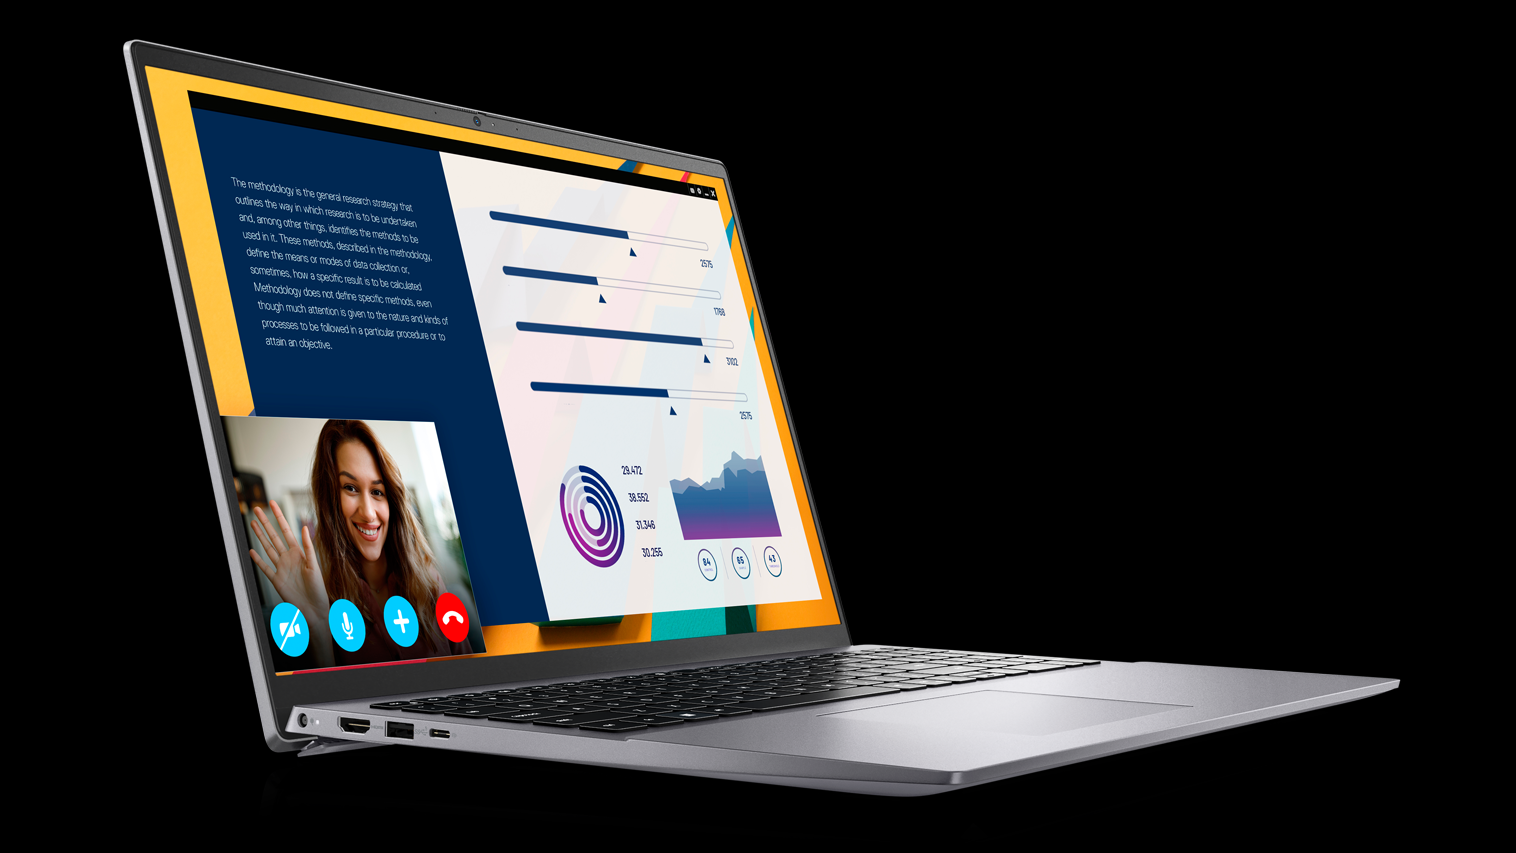 The methodology is the general research strategy that
outlines the way in which research is to be undertaken
and, among other things, identifies the methods to be
used in it. These methods, described in the methodology,
define the means or modes of data collection or,
sometimes, how a specific result is to be calculated
Methodology does not define specific methods, even
though much attention is given to the nature and kinds of
processes to be followed in a particular procedure or to
attain an objective.
2575
1768
3102
2575
29.472
38.552
31.346
30.255
84
65
43